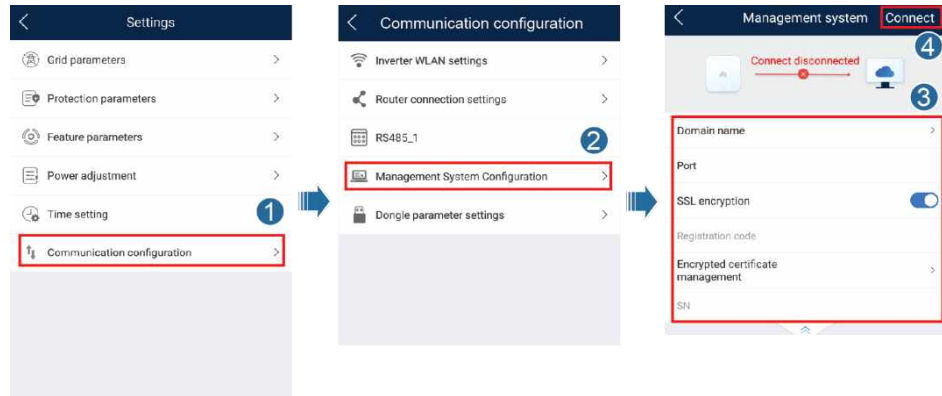 Settings
Grid parameters
Protection parameters
Feature parameters
Power adjustment
Time setting
1
Communication configuration
Communication configuration
Inverter WLAN settings
Router connection settings
RS485_1
2
Management System Configuration
Dongle parameter settings
Management system
Connect
4
Connect disconnected
3
Domain name
Port
SSL encryption
Registration code
Encrypted certificate
management
SN